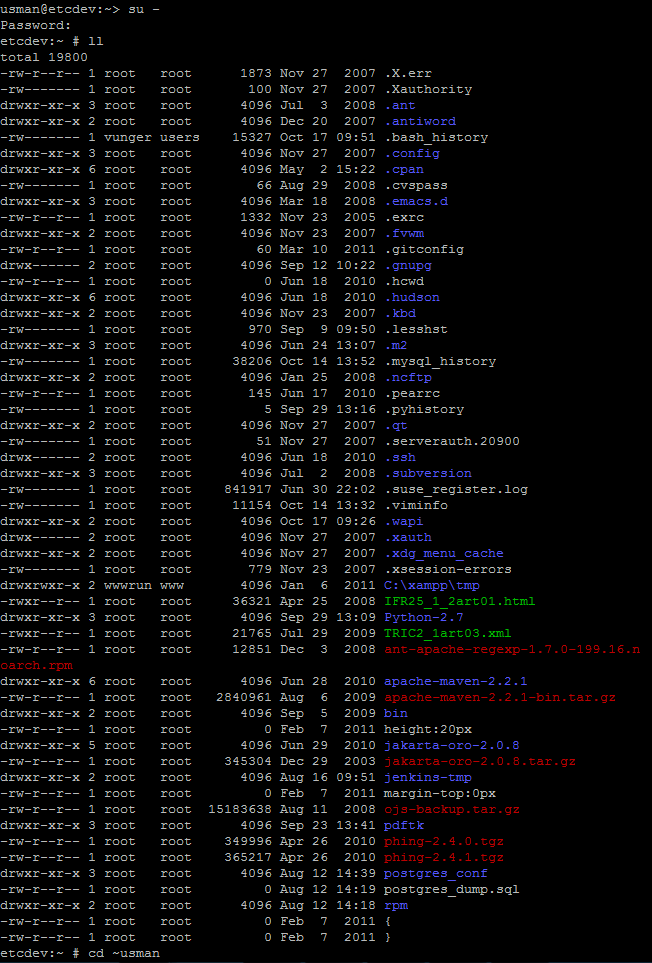 usman@etcdev:~> su -
Password:
etcdev:~ # ll
total 19800
-rw-r--r-- 1 root   root      1873 Nov 27  2007 .X.err
-rw------- 1 root   root       100 Nov 27  2007 .Xauthority
drwxr-xr-x 3 root   root      4096 Jul  3  2008 .ant
drwxr-xr-x 2 root   root      4096 Dec 20  2007 .antiword
-rw------- 1 vunger users    15327 Oct 17 09:51 .bash_history
drwxr-xr-x 3 root   root      4096 Nov 27  2007 .config
drwxr-xr-x 6 root   root      4096 May  2 15:22 .cpan
-rw------- 1 root   root        66 Aug 29  2008 .cvspass
drwxr-xr-x 3 root   root      4096 Mar 18  2008 .emacs.d
-rw-r--r-- 1 root   root      1332 Nov 23  2005 .exrc
drwxr-xr-x 2 root   root      4096 Nov 23  2007 .fvwm
-rw------- 1 root   root        60 Mar 10  2011 .gitconfig
drwx------ 2 root   root      4096 Sep 12 10:22 .gnupg
-rw-r--r-- 1 root   root         0 Jun 18  2010 .hcwd
drwxr-xr-x 6 root   root      4096 Jun 18  2010 .hudson
drwxr-xr-x 2 root   root      4096 Nov 23  2007 .kbd
-rw------- 1 root   root       970 Sep  9 09:50 .lesshst
drwxr-xr-x 3 root   root      4096 Jun 24 13:07 .m2
-rw------- 1 root   root     38206 Oct 14 13:52 .mysql_history
drwxr-xr-x 2 root   root      4096 Jan 25  2008 .ncftp
-rw-r--r-- 1 root   root       145 Jun 17  2010 .pearrc
-rw------- 1 root   root         5 Sep 29 13:16 .pyhistory
drwxr-xr-x 2 root   root      4096 Nov 27  2007 .qt
-rw------- 1 root   root        51 Nov 27  2007 .serverauth.20900
drwx------ 2 root   root      4096 Jun 18  2010 .ssh
drwxr-xr-x 3 root   root      4096 Jul  2  2008 .subversion
-rw------- 1 root   root    841917 Jun 30 22:02 .suse_register.log
-rw------- 1 root   root     11154 Oct 14 13:32 .viminfo
drwxr-xr-x 2 root   root      4096 Oct 17 09:26 .wapi
drwx------ 2 root   root      4096 Nov 27  2007 .xauth
drwxr-xr-x 2 root   root      4096 Nov 27  2007 .xdg_menu_cache
-rw------- 1 root   root       779 Nov 23  2007 .xsession-errors
drwxrwxr-x 2 wwwrun www       4096 Jan  6  2011 C:\xampp\tmp
-rw-r--r-- 1 root   root     36321 Apr 25  2008 IFR25_1_2art01.html
drwxr-xr-x 3 root   root      4096 Sep 29 13:09 Python-2.7
-rw-r--r-- 1 root   root     21765 Jul 29  2009 TRIC2_1art03.xml
-rw-r--r-- 1 root   root     12851 Dec  3  2008 ant-apache-regexp-1.7.0-199.16.n
oarch.rpm
drwxr-xr-x 6 root   root      4096 Jun 28  2010 apache-maven-2.2.1
-rw-r--r-- 1 root   root   2840961 Aug  6  2009 apache-maven-2.2.1-bin.tar.gz
drwxr-xr-x 2 root   root      4096 Sep  5  2009 bin
-rw-r--r-- 1 root   root         0 Feb  7  2011 height:20px
drwxr-xr-x 5 root   root      4096 Jun 29  2010 jakarta-oro-2.0.8
-rw-r--r-- 1 root   root    345304 Dec 29  2003 jakarta-oro-2.0.8.tar.gz
drwxr-xr-x 2 root   root      4096 Aug 16 09:51 jenkins-tmp
-rw-r--r-- 1 root   root         0 Feb  7  2011 margin-top:0px
-rw-r--r-- 1 root   root  15183638 Aug 11  2008 ojs-backup.tar.gz
drwxr-xr-x 3 root   root      4096 Sep 23 13:41 pdftk
-rw-r--r-- 1 root   root    349996 Apr 26  2010 phing-2.4.0.tgz
-rw-r--r-- 1 root   root    365217 Apr 26  2010 phing-2.4.1.tgz
drwxr-xr-x 3 root   root      4096 Aug 12 14:39 postgres_conf
-rw-r--r-- 1 root   root         0 Aug 12 14:19 postgres_dump.sql
drwxr-xr-x 2 root   root      4096 Aug 12 14:18 rpm
-rw-r--r-- 1 root   root         0 Feb  7  2011 {
-rw-r--r-- 1 root   root         0 Feb  7  2011 }
etcdev:~ # cd ~usman